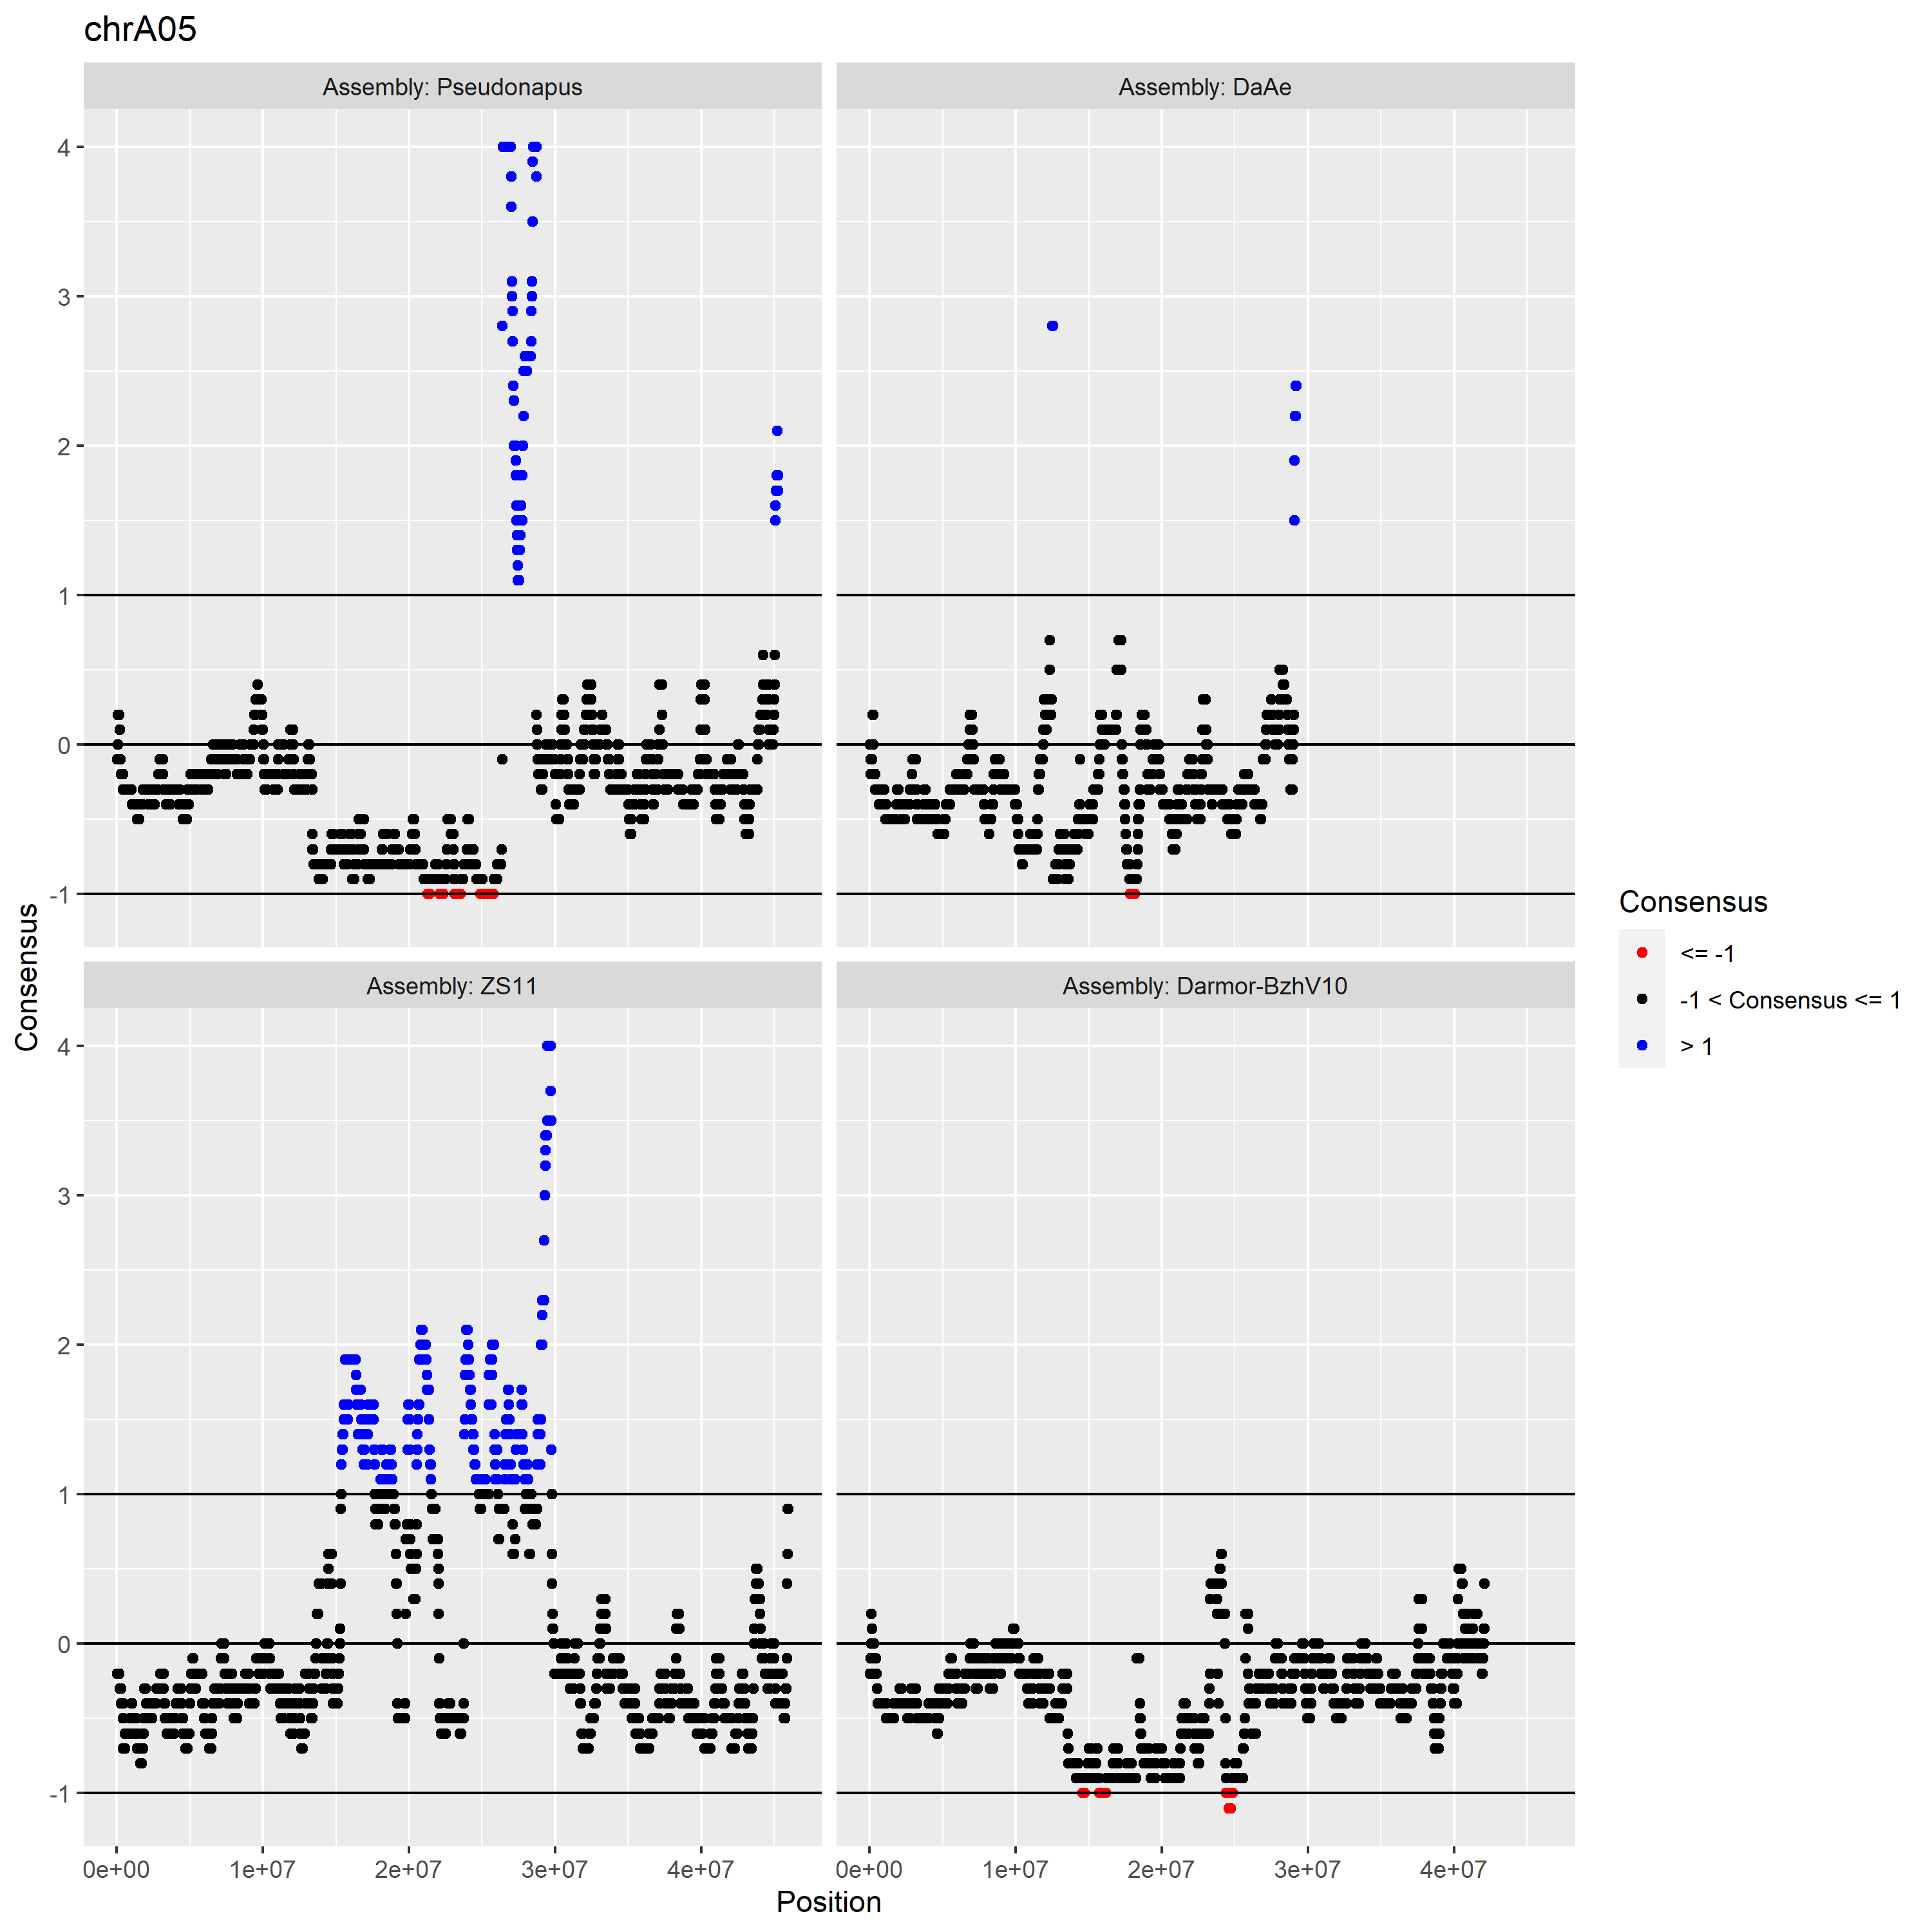 chrA05
Assembly: Pseudonapus
Assembly: DaAe
4
3
2
1
0
-1
Assembly: ZS11
Assembly: Darmor-BzhV10
4
3
2
1
0
-1
Consensus
0e+00 1e+07 2e+07 3e+07 4e+07
0e+00 1e+07 2e+07 3e+07 4e+07
Position
Consensus
<= -1
-1 < Consensus <= 1
> 1